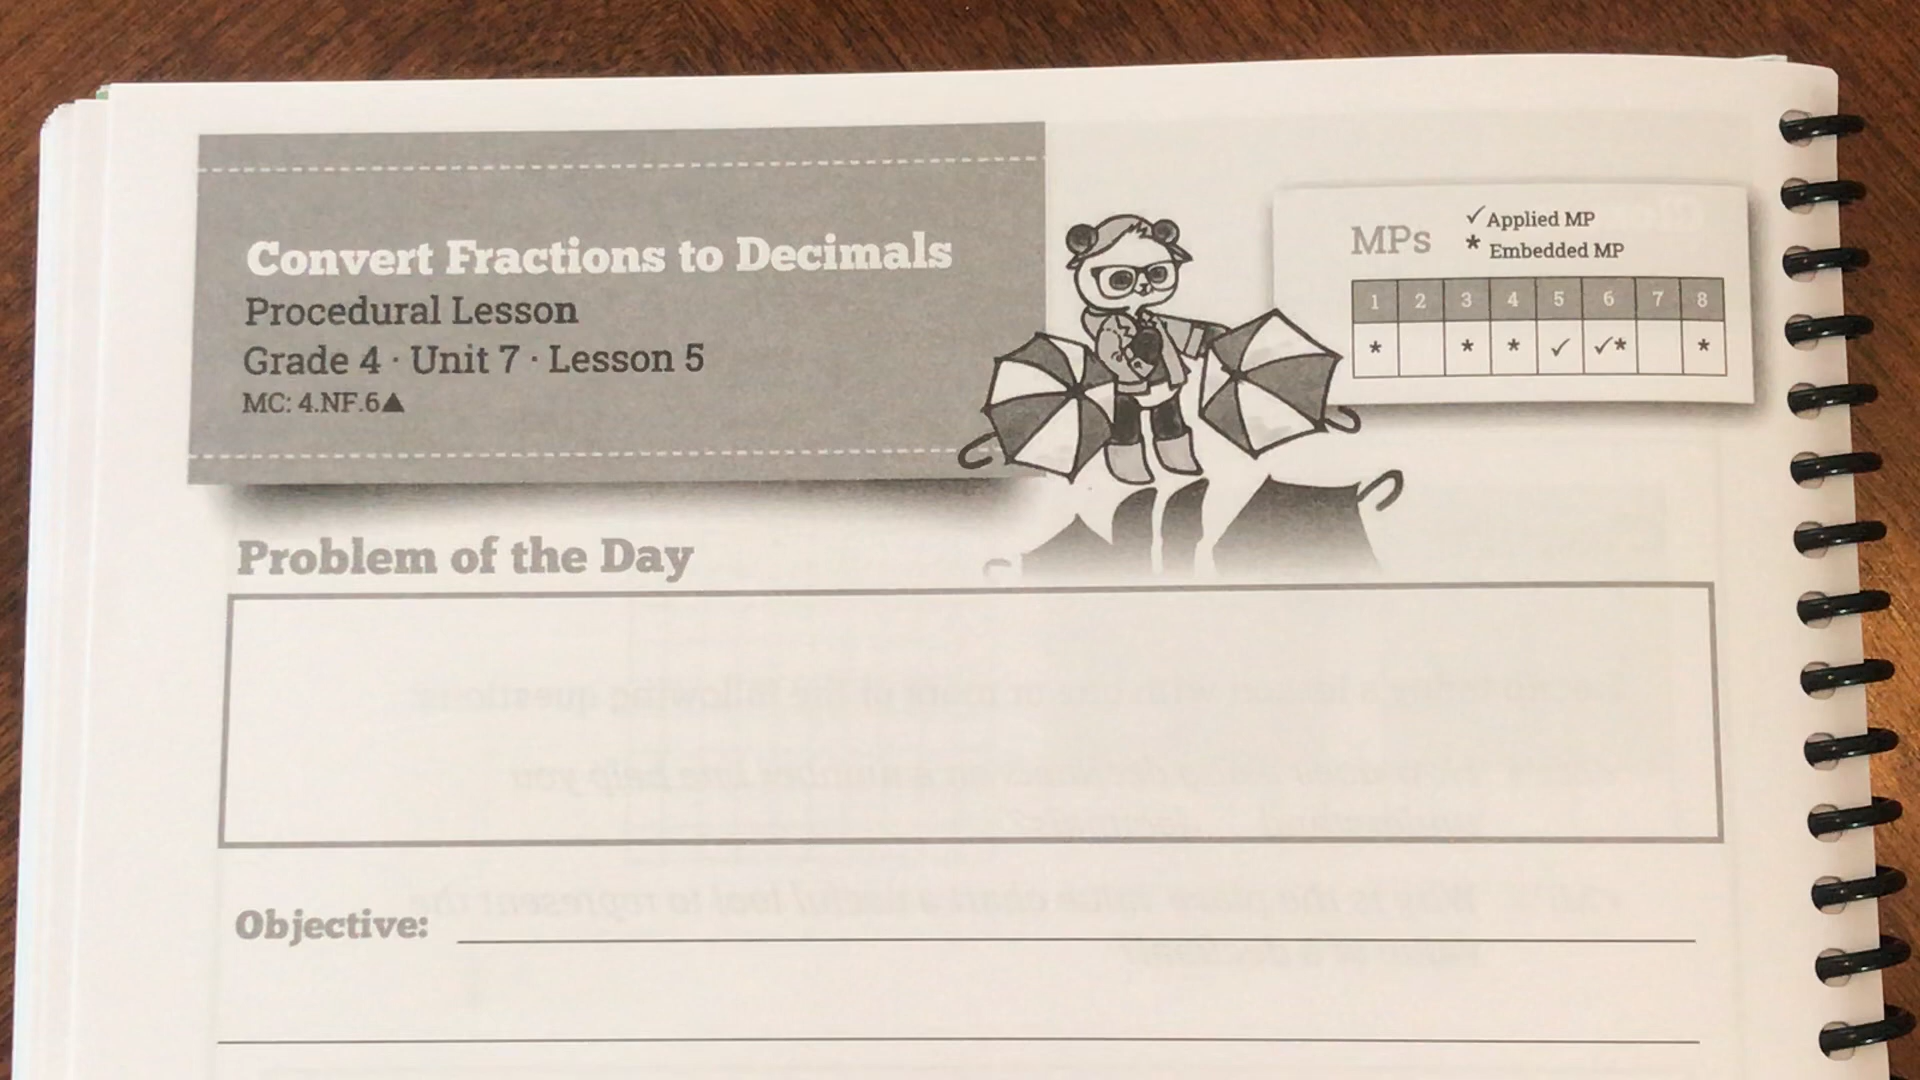 Convert Fractions to Decimals
Procedural Lesson
Grade 4 · Unit 7 · Lesson 5
MC: 4.NF.6▲
MPs
✓ Applied MP
* Embedded MP
1 2 3 4 5 6 7 8
* * * ✓ ✓* *
Problem of the Day
Objective: